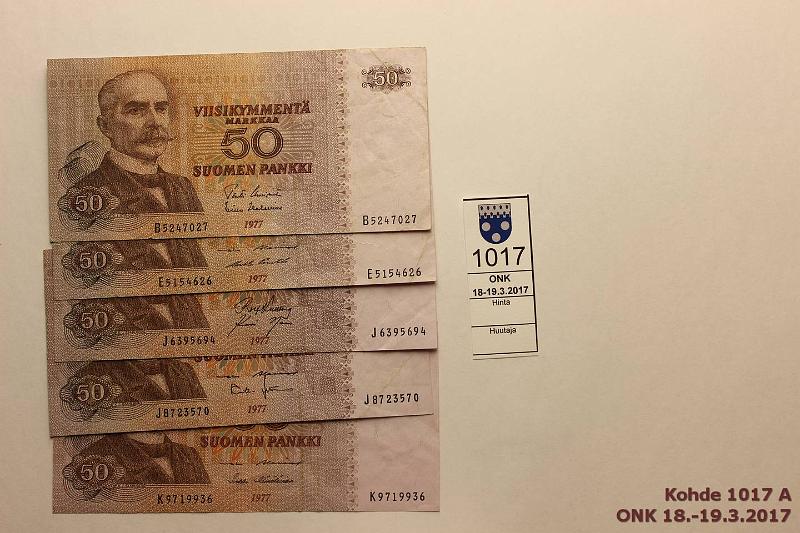 50
VIISIKYMMENTÄ
MARKKAA
50
SUOMEN PANKKI
50
B5247027
1977
B5247027
50
E5154626
1977
E5154626
50
J6395694
1977
J6395694
SUOMEN PANKKI
50
J8723570
1977
J8723570
SUOMEN PANKKI
50
K9719936
1977
K9719936
1017
ONK
18-19.3.2017
Hinta
Huutaja
Kohde 1017 A
ONK 18.-19.3.2017